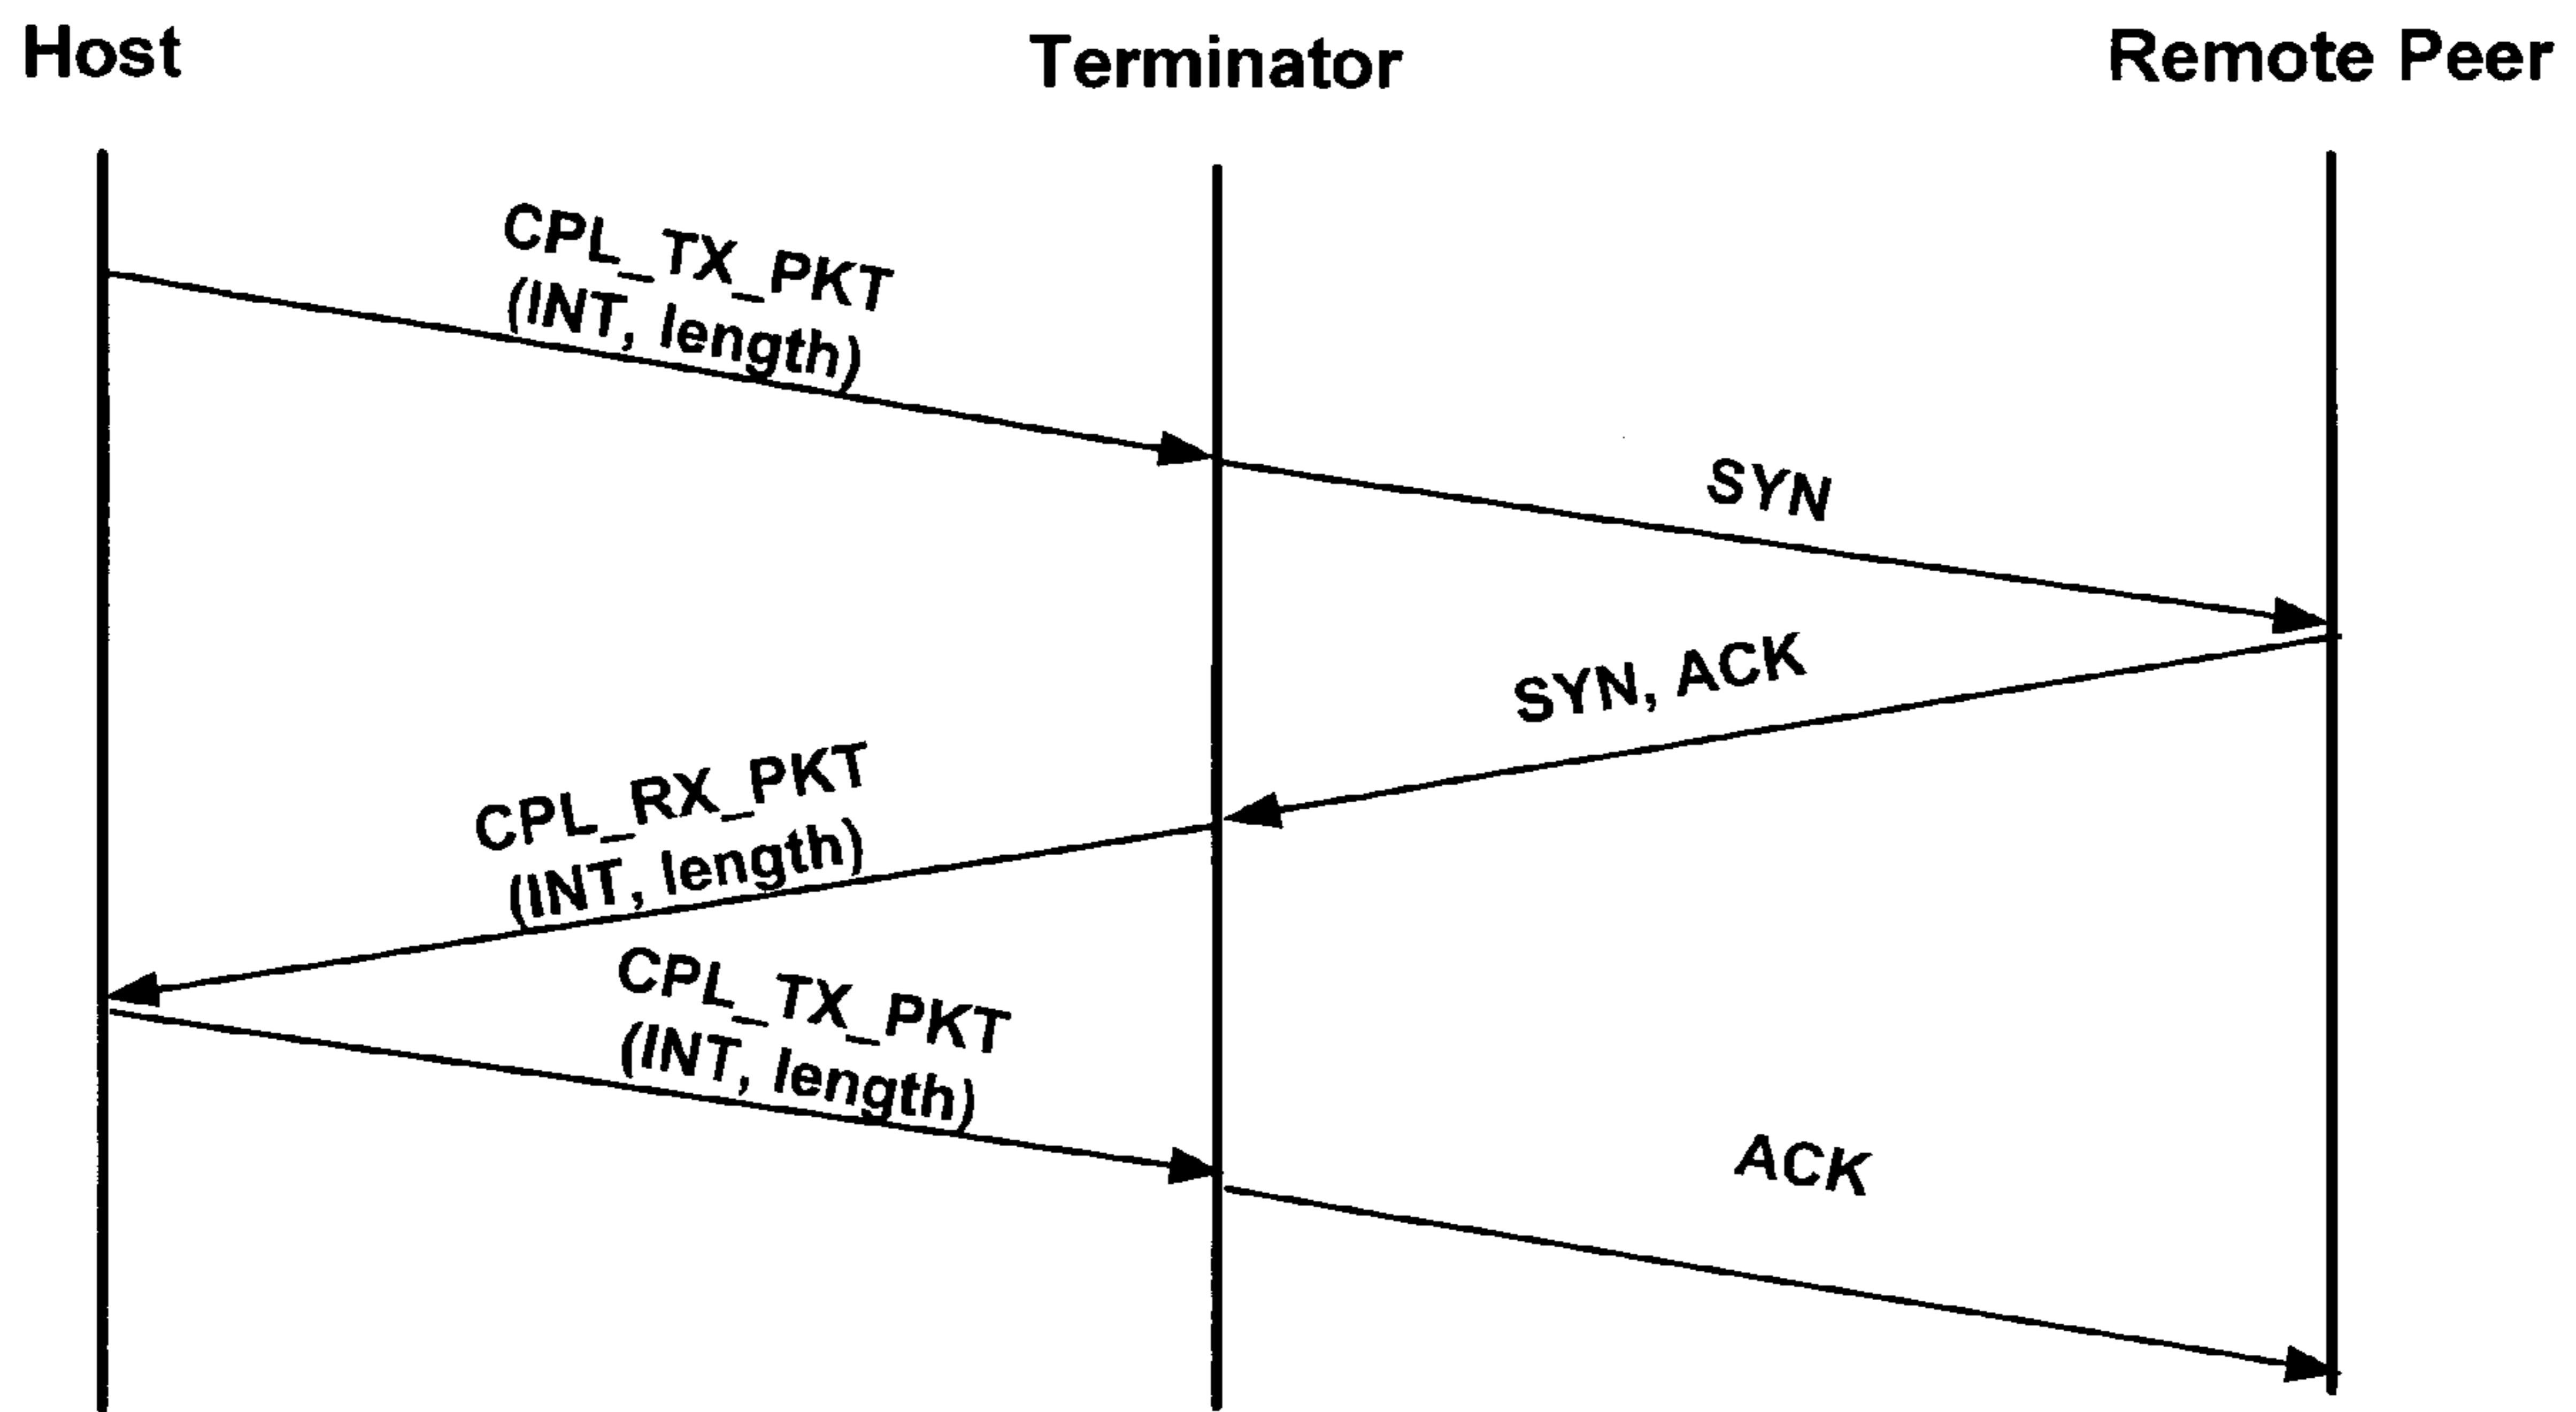 Host
Terminator
Remote Peer
CPL_TX_PKT
(INT, length)
SYN
SYN, ACK
CPL_RX_PKT
(INT, length)
CPL_TX_PKT
(INT, length)
ACK